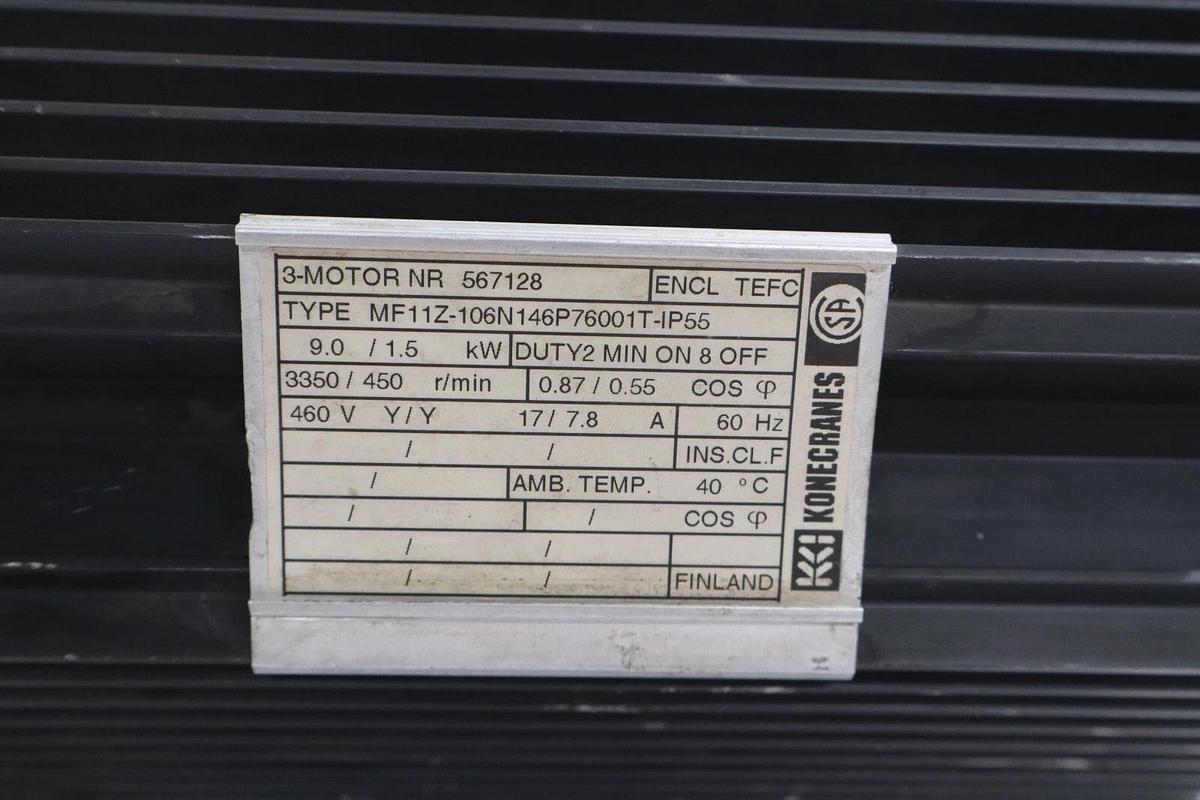 3-MOTOR NR 567128 ENCL TEFC
TYPE MF11Z-106N146P76001T-IP55
9.0 / 1.5 kW DUTY2 MIN ON 8 OFF
3350 / 450 r/min 0.87 / 0.55 COS φ
460 V Y / Y 17 / 7.8 A 60 Hz
/ / INS.CL.F
/ AMB. TEMP. 40 °C
/ / COS φ
/ /
/ / FINLAND
SA
KONECRANES